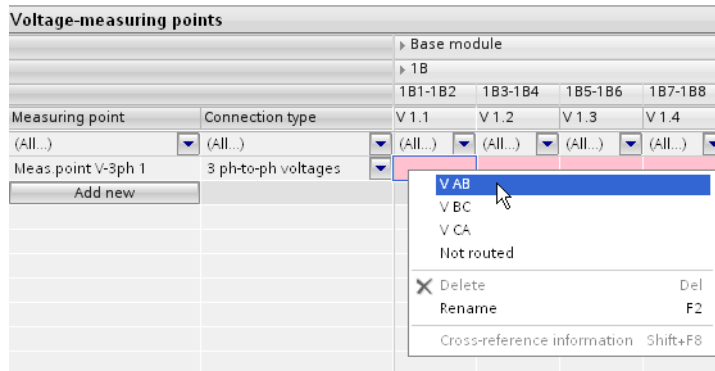 Voltage-measuring points
Base module
1B
1B1-1B2 1B3-1B4 1B5-1B6 1B7-1B8
Measuring point Connection type V 1.1 V 1.2 V 1.3 V 1.4
(All...) (All...) (All...) (All...) (All...) (All...)
Meas.point V-3ph 1 3 ph-to-ph voltages
Add new
V AB
V BC
V CA
Not routed
Delete Del
Rename F2
Cross-reference information Shift+F8